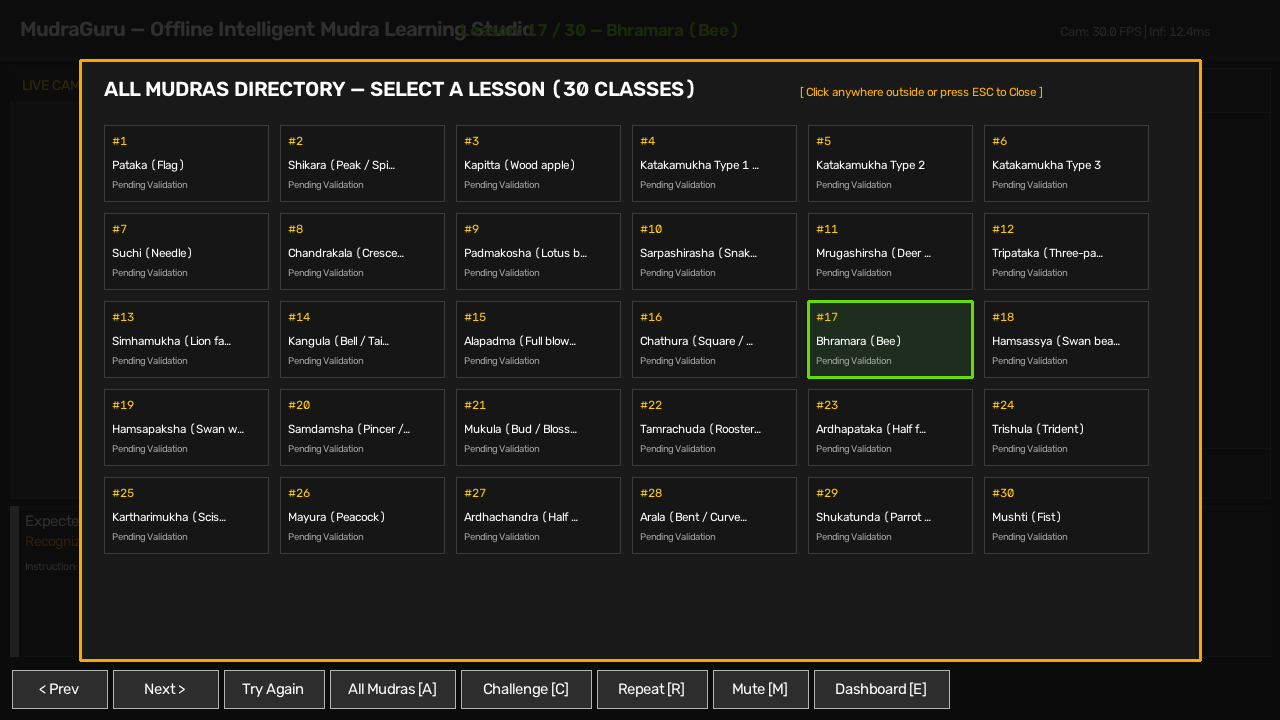 MudraGuru — Offline Intelligent Mudra Learning Studio
17 / 30 — Bhramara (Bee)
Cam: 30.0 FPS | Inf: 12.4ms
LIVE CAM
ALL MUDRAS DIRECTORY — SELECT A LESSON (30 CLASSES)
[ Click anywhere outside or press ESC to Close ]
#1
Pataka (Flag)
Pending Validation
#2
Shikara (Peak / Spi...
Pending Validation
#3
Kapitta (Wood apple)
Pending Validation
#4
Katakamukha Type 1 ...
Pending Validation
#5
Katakamukha Type 2
Pending Validation
#6
Katakamukha Type 3
Pending Validation
#7
Suchi (Needle)
Pending Validation
#8
Chandrakala (Cresce...
Pending Validation
#9
Padmakosha (Lotus b...
Pending Validation
#10
Sarpashirasha (Snak...
Pending Validation
#11
Mrugashirsha (Deer ...
Pending Validation
#12
Tripataka (Three-pa...
Pending Validation
#13
Simhamukha (Lion fa...
Pending Validation
#14
Kangula (Bell / Tai...
Pending Validation
#15
Alapadma (Full blow...
Pending Validation
#16
Chathura (Square / ...
Pending Validation
#17
Bhramara (Bee)
Pending Validation
#18
Hamsassya (Swan bea...
Pending Validation
#19
Hamsapaksha (Swan w...
Pending Validation
#20
Samdamsha (Pincer /...
Pending Validation
#21
Mukula (Bud / Bloss...
Pending Validation
#22
Tamrachuda (Rooster...
Pending Validation
#23
Ardhapataka (Half f...
Pending Validation
#24
Trishula (Trident)
Pending Validation
#25
Kartharimukha (Scis...
Pending Validation
#26
Mayura (Peacock)
Pending Validation
#27
Ardhachandra (Half ...
Pending Validation
#28
Arala (Bent / Curve...
Pending Validation
#29
Shukatunda (Parrot ...
Pending Validation
#30
Mushti (Fist)
Pending Validation
Expecte
Recogniz
Instruction:
< Prev
Next >
Try Again
All Mudras [A]
Challenge [C]
Repeat [R]
Mute [M]
Dashboard [E]